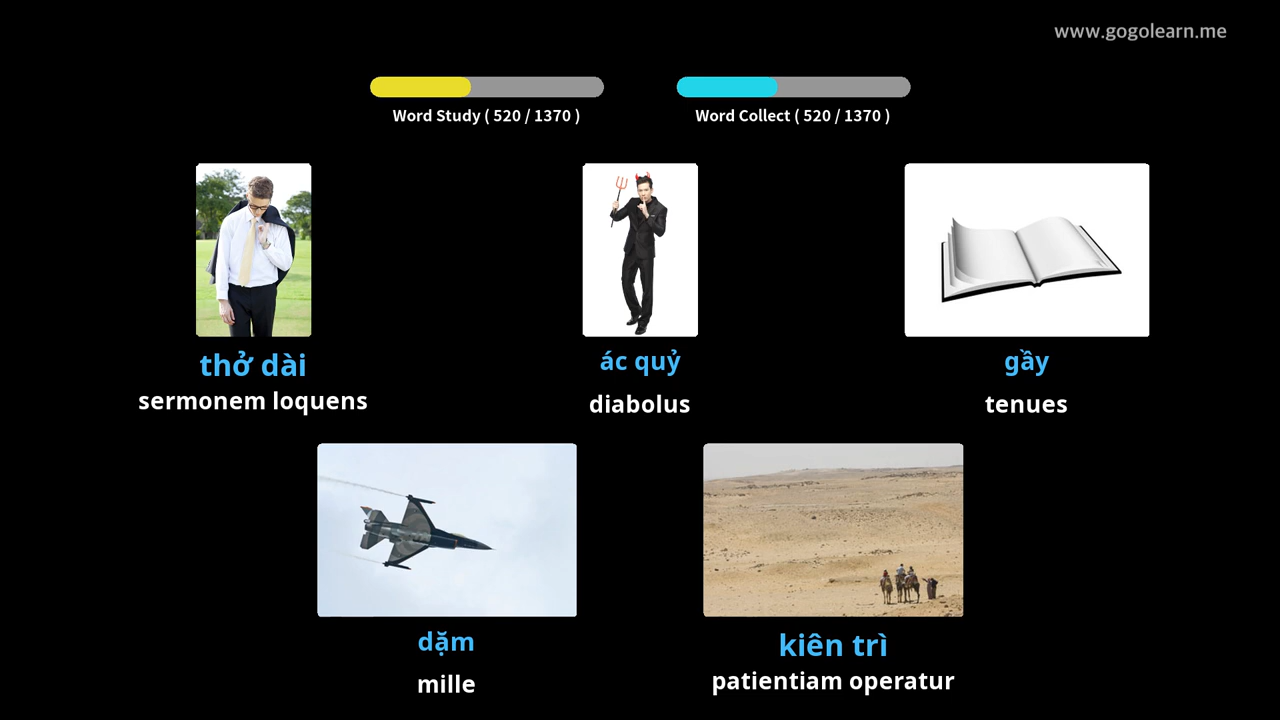 www.gogolearn.me
Word Study ( 520 / 1370 )
Word Collect ( 520 / 1370 )
thở dài
sermonem loquens
ác quỷ
diabolus
gầy
tenues
dặm
mille
kiên trì
patientiam operatur